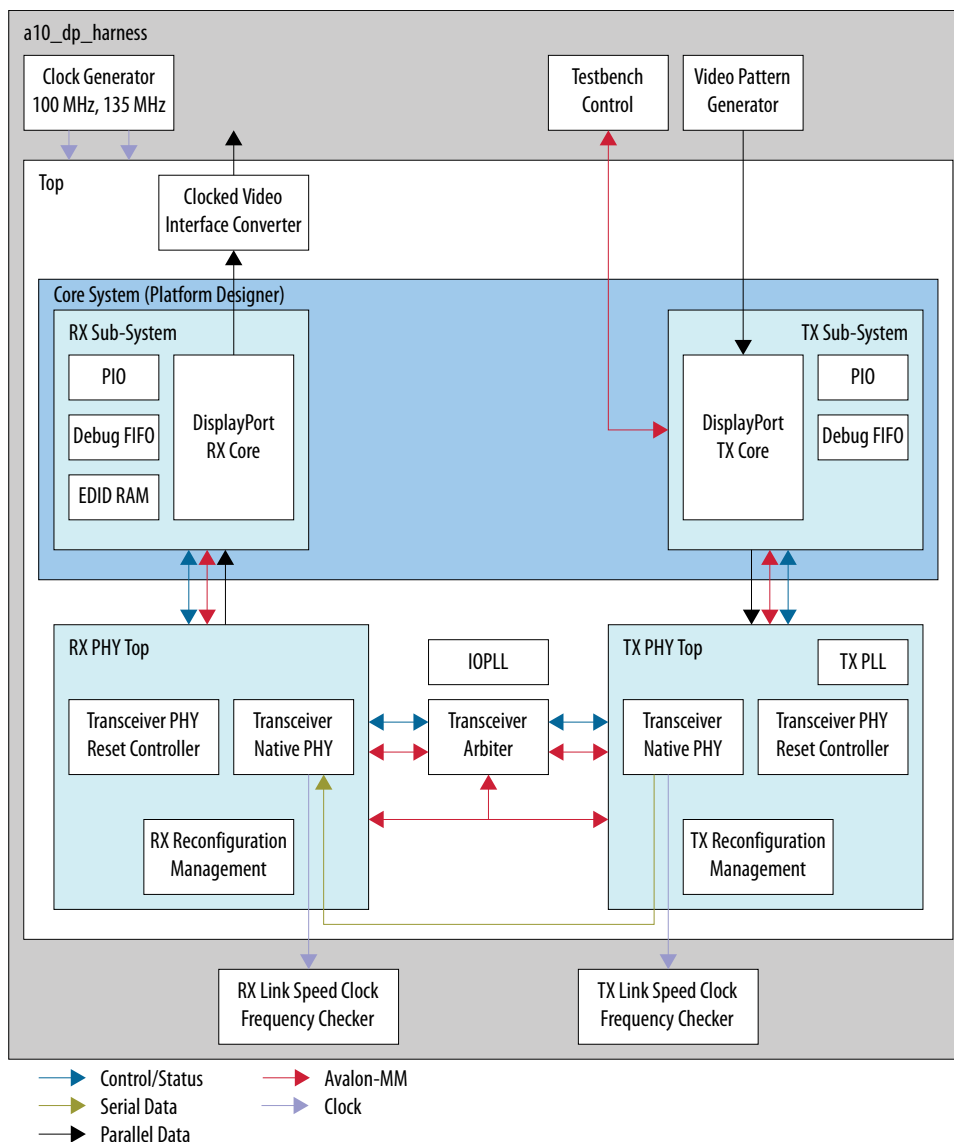 a10_dp_harness
Clock Generator
100 MHz, 135 MHz
Testbench
Control
Video Pattern
Generator
Top
Clocked Video
Interface Converter
Core System (Platform Designer)
RX Sub-System
PIO
Debug FIFO
EDID RAM
DisplayPort
RX Core
TX Sub-System
DisplayPort
TX Core
PIO
Debug FIFO
RX PHY Top
Transceiver PHY
Reset Controller
Transceiver
Native PHY
RX Reconfiguration
Management
IOPLL
Transceiver
Arbiter
TX PHY Top
TX PLL
Transceiver
Native PHY
Transceiver PHY
Reset Controller
TX Reconfiguration
Management
RX Link Speed Clock
Frequency Checker
TX Link Speed Clock
Frequency Checker
Control/Status
Serial Data
Parallel Data
Avalon-MM
Clock